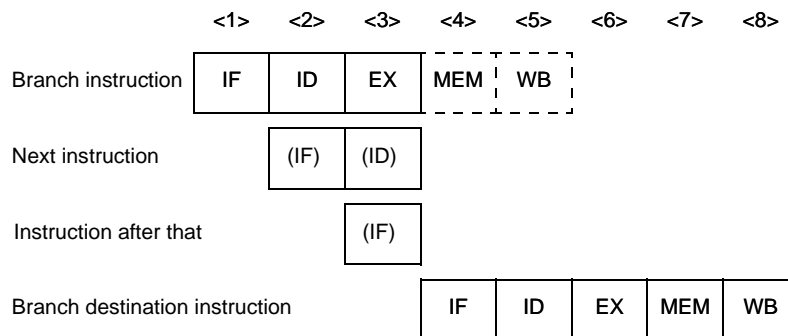 <1> <2> <3> <4> <5> <6> <7> <8>
Branch instruction IF ID EX MEM WB
Next instruction (IF) (ID)
Instruction after that (IF)
Branch destination instruction IF ID EX MEM WB